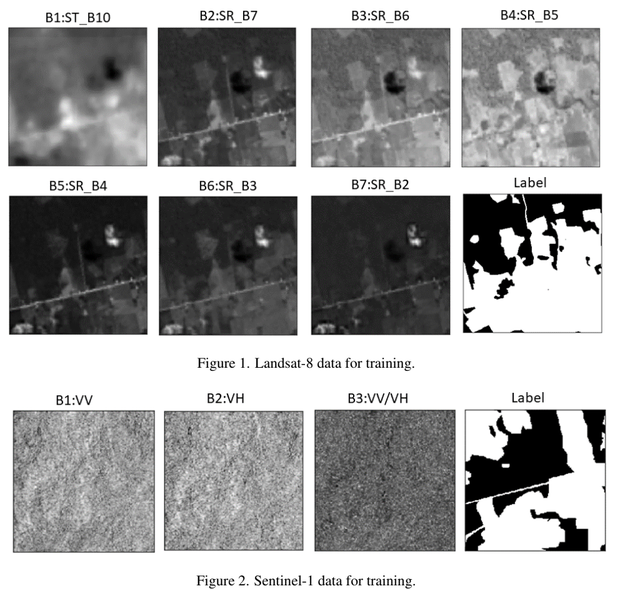 B1:ST_B10
B2:SR_B7
B3:SR_B6
B4:SR_B5
B5:SR_B4
B6:SR_B3
B7:SR_B2
Label
Figure 1. Landsat-8 data for training.
B1:VV
B2:VH
B3:VV/VH
Label
Figure 2. Sentinel-1 data for training.